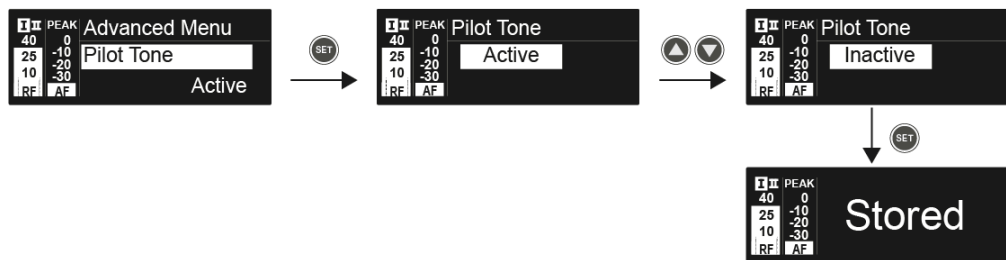 I II PEAK Advanced Menu
40 0
25 -10 Pilot Tone
10 -20
-30
RF AF Active
SET
I II PEAK Pilot Tone
40 0
25 -10 Active
10 -20
-30
RF AF
I II PEAK Pilot Tone
40 0
25 -10 Inactive
10 -20
-30
RF AF
SET
I II PEAK
40 0
25 -10 Stored
10 -20
-30
RF AF